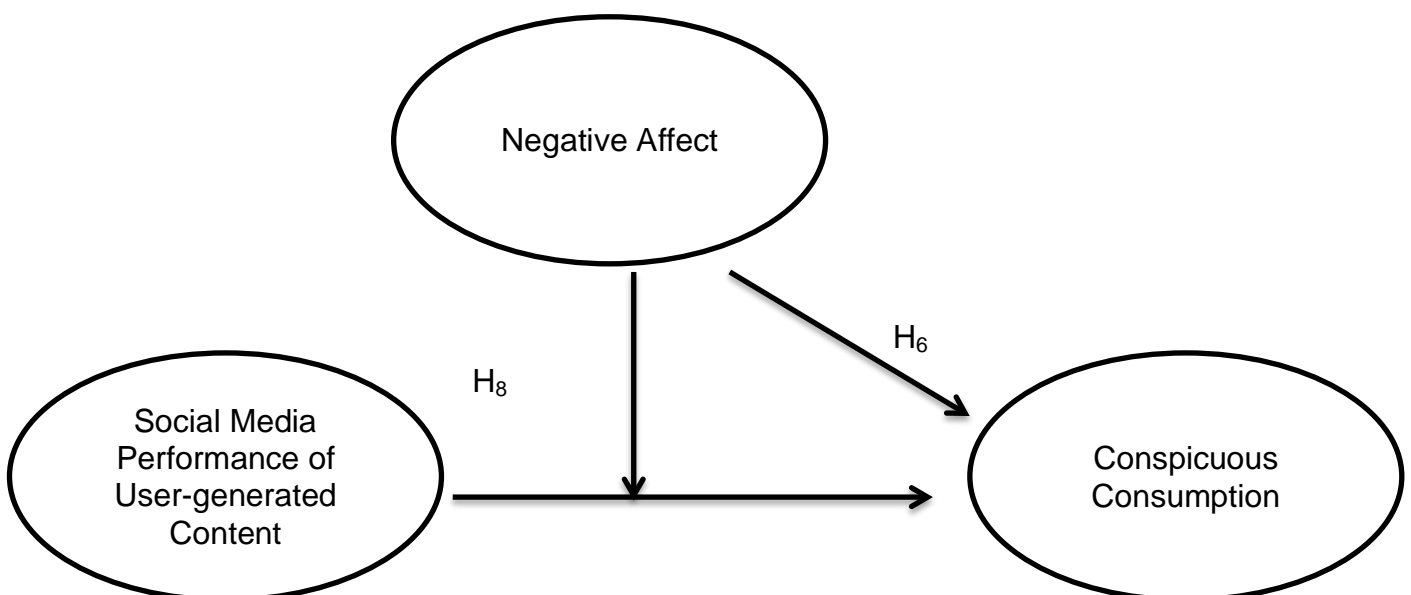 Negative Affect
H₆
H₈
Social Media
Performance of
User-generated
Content
Conspicuous
Consumption